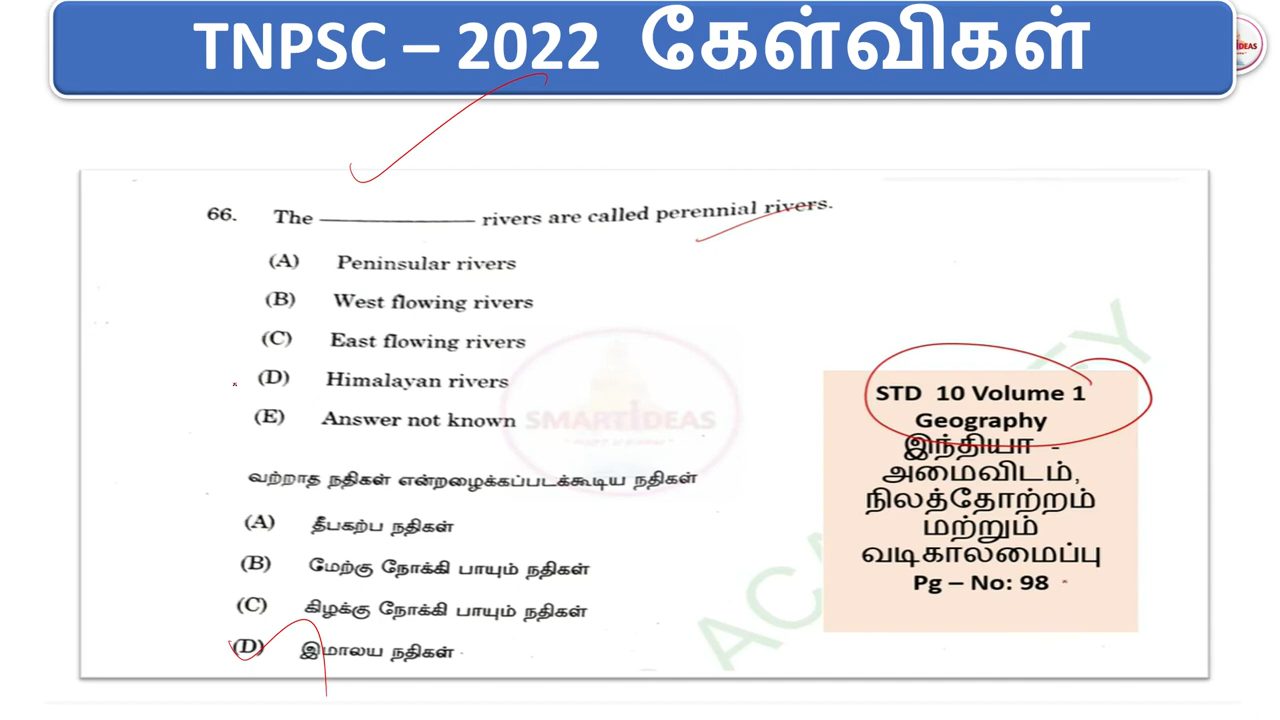 TNPSC – 2022 கேள்விகள்
66. The ____________ rivers are called perennial rivers.
(A) Peninsular rivers
(B) West flowing rivers
(C) East flowing rivers
(D) Himalayan rivers
(E) Answer not known
வற்றாத நதிகள் என்றழைக்கப்படக்கூடிய நதிகள்
(A) தீபகற்ப நதிகள்
(B) மேற்கு நோக்கி பாயும் நதிகள்
(C) கிழக்கு நோக்கி பாயும் நதிகள்
(D) இமாலய நதிகள்
STD 10 Volume 1
Geography
இந்தியா -
அமைவிடம்,
நிலத்தோற்றம்
மற்றும்
வடிகாலமைப்பு
Pg – No: 98
SMART IDEAS